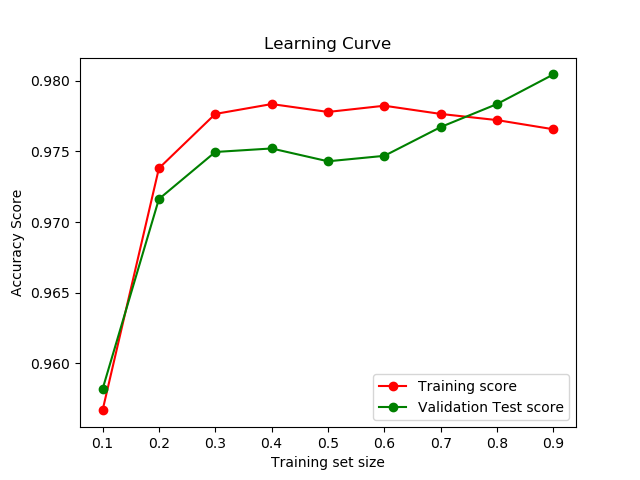 Learning Curve
Accuracy Score
0.980
0.975
0.970
0.965
0.960
Training score
Validation Test score
0.1 0.2 0.3 0.4 0.5 0.6 0.7 0.8 0.9
Training set size